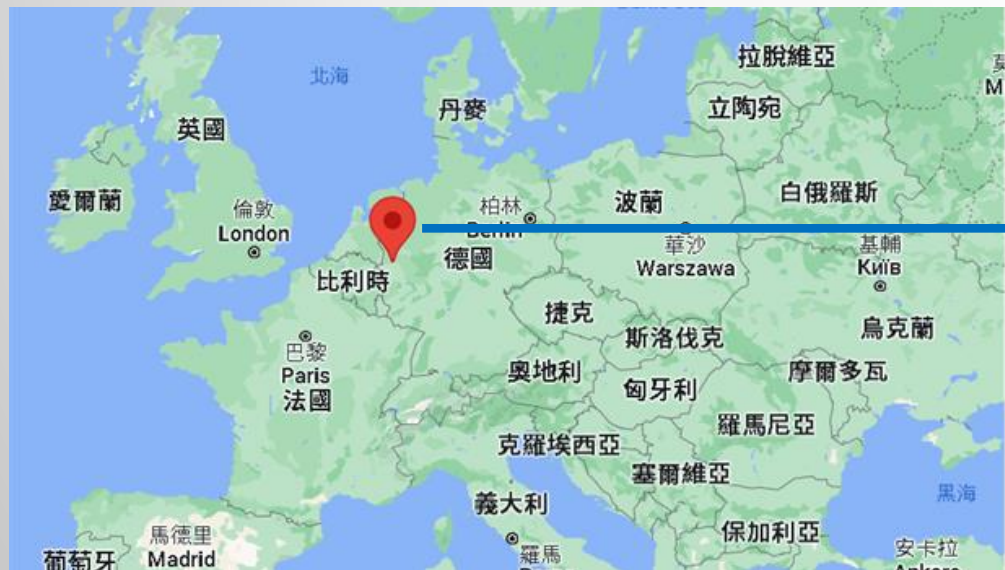 拉脫維亞
北海
M
丹麥
立陶宛
英國
愛爾蘭
白俄羅斯
波蘭
柏林
Berlin
倫敦
London
華沙
Warszawa
基輔
Київ
德國
比利時
捷克
烏克蘭
斯洛伐克
巴黎
Paris
法國
奧地利
匈牙利
摩爾多瓦
羅馬尼亞
克羅埃西亞
塞爾維亞
黑海
義大利
馬德里
Madrid
保加利亞
羅馬
安卡拉
Ankara
葡萄牙